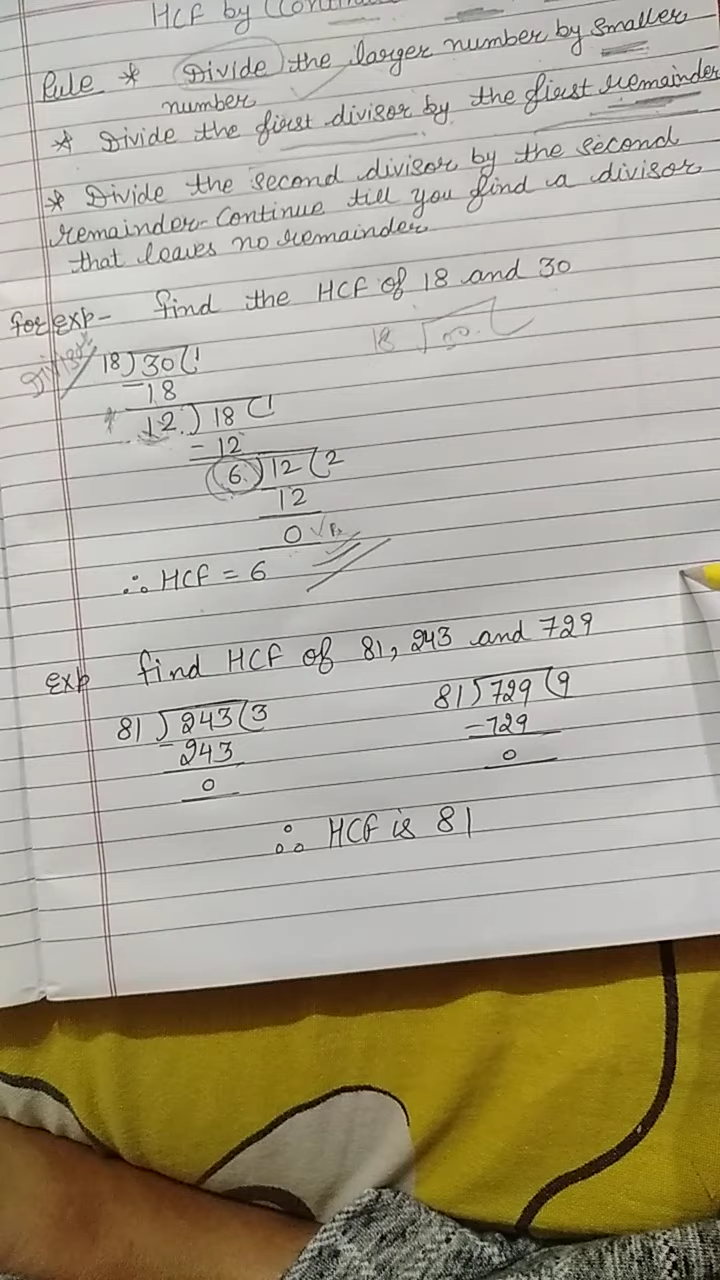 HCF by (Contin
Rule * Divide the larger number by smaller
number
* Divide the first divisor by the first remainder
* Divide the second divisor by the second
remainder. Continue till you find a divisor
that leaves no remainder
for exp- find the HCF of 18 and 30
Divisor 18)30(1 18 30.
-18
* 12.)18(1
-12
6.)12(2
12
0
∴ HCF = 6
exp find HCF of 81, 243 and 729
81)243(3 81)729(9
-243 -729
0 0
∴ HCF is 81